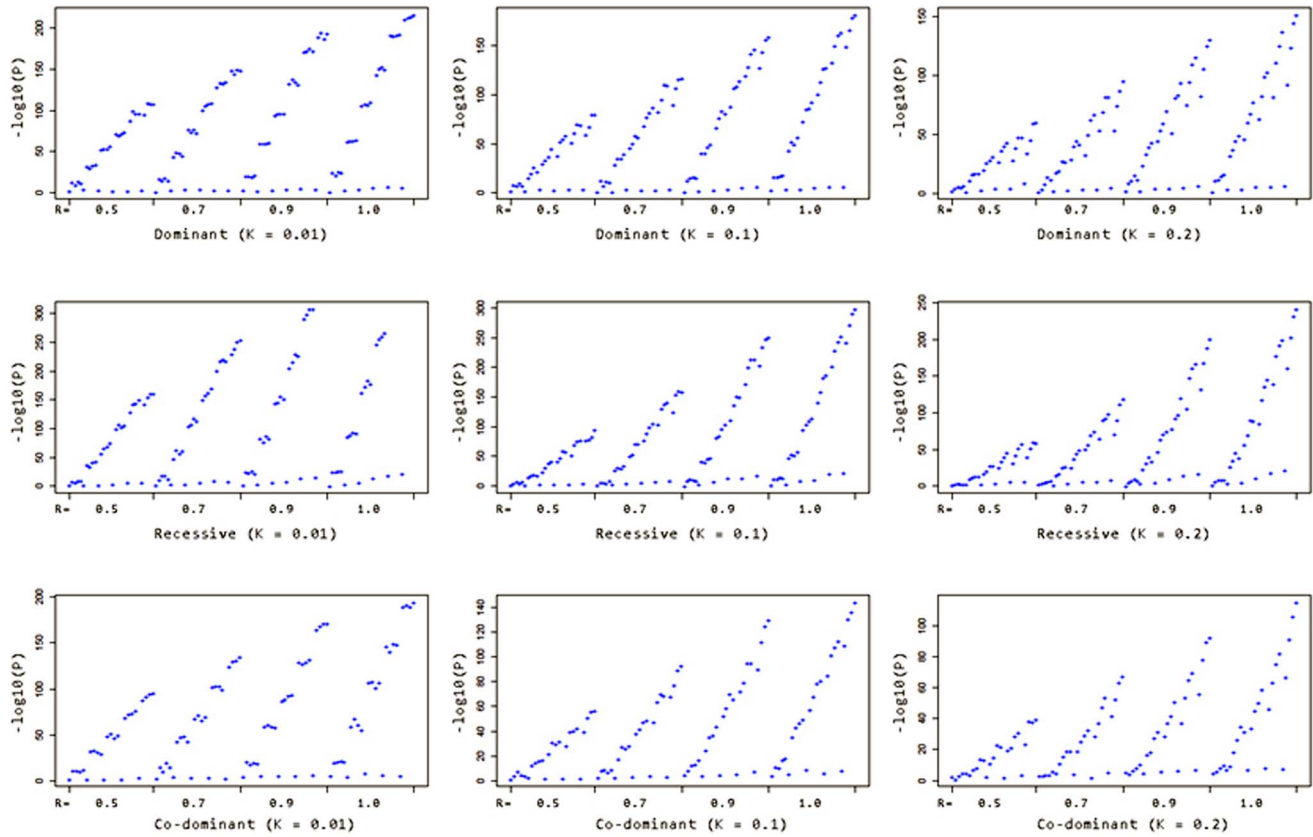 -log10(P)
200
150
100
50
0
R= 0.5 0.7 0.9 1.0
Dominant (K = 0.01)
-log10(P)
150
100
50
0
R= 0.5 0.7 0.9 1.0
Dominant (K = 0.1)
-log10(P)
150
100
50
0
R= 0.5 0.7 0.9 1.0
Dominant (K = 0.2)
-log10(P)
300
250
200
150
100
50
0
R= 0.5 0.7 0.9 1.0
Recessive (K = 0.01)
-log10(P)
300
250
200
150
100
50
0
R= 0.5 0.7 0.9 1.0
Recessive (K = 0.1)
-log10(P)
250
200
150
100
50
0
R= 0.5 0.7 0.9 1.0
Recessive (K = 0.2)
-log10(P)
200
150
100
50
0
R= 0.5 0.7 0.9 1.0
Co-dominant (K = 0.01)
-log10(P)
140
120
100
80
60
40
20
0
R= 0.5 0.7 0.9 1.0
Co-dominant (K = 0.1)
-log10(P)
100
80
60
40
20
0
R= 0.5 0.7 0.9 1.0
Co-dominant (K = 0.2)